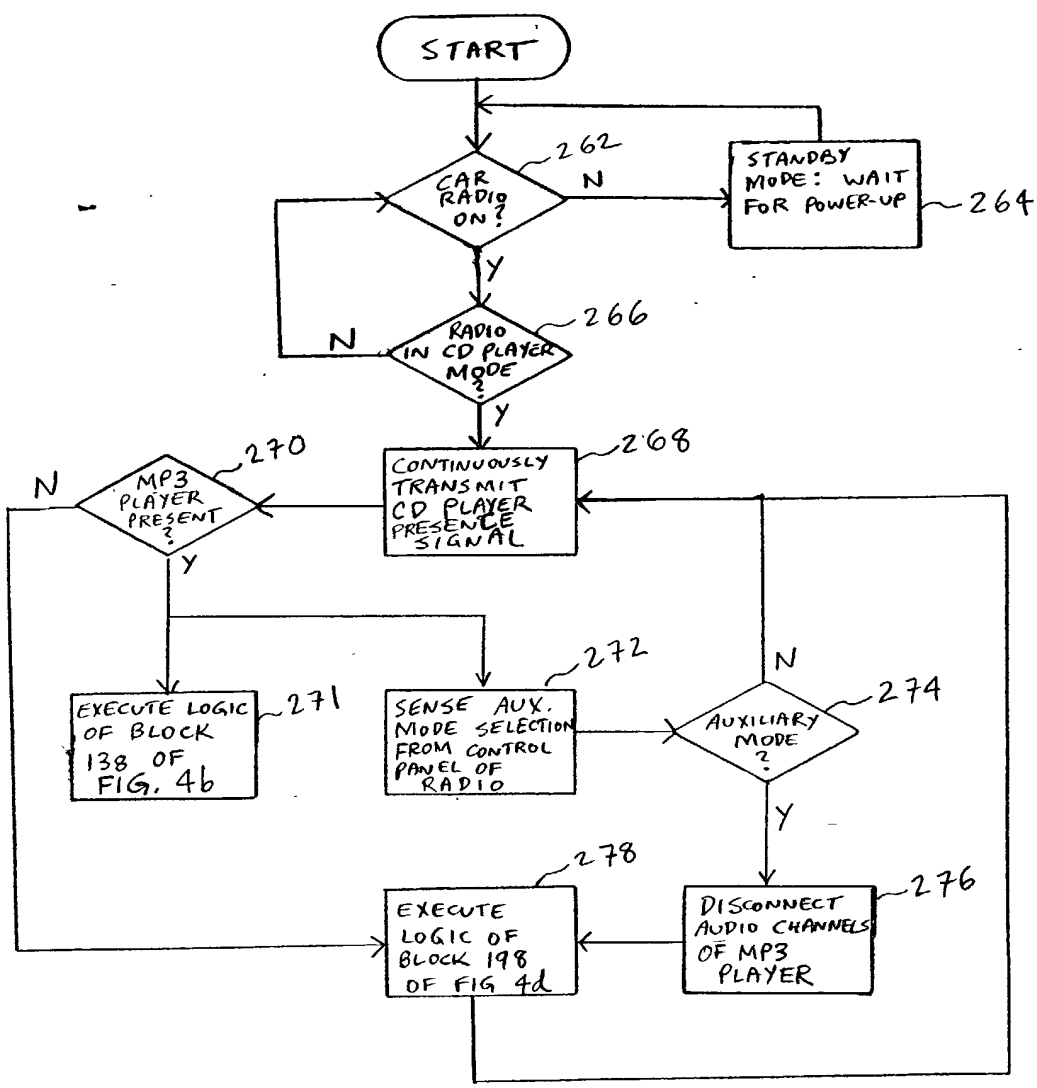 START
262
CAR
RADIO
ON?
N
STANDBY
MODE: WAIT
FOR POWER-UP
264
Y
266
RADIO
IN CD PLAYER
MODE
?
N
Y
268
CONTINUOUSLY
TRANSMIT
CD PLAYER
PRESENCE
SIGNAL
270
N
MP3
PLAYER
PRESENT
?
Y
271
EXECUTE LOGIC
OF BLOCK
138 OF
FIG. 4b
272
SENSE AUX.
MODE SELECTION
FROM CONTROL
PANEL OF
RADIO
N
274
AUXILIARY
MODE
?
Y
278
EXECUTE
LOGIC OF
BLOCK 198
OF FIG 4d
276
DISCONNECT
AUDIO CHANNELS
OF MP3
PLAYER